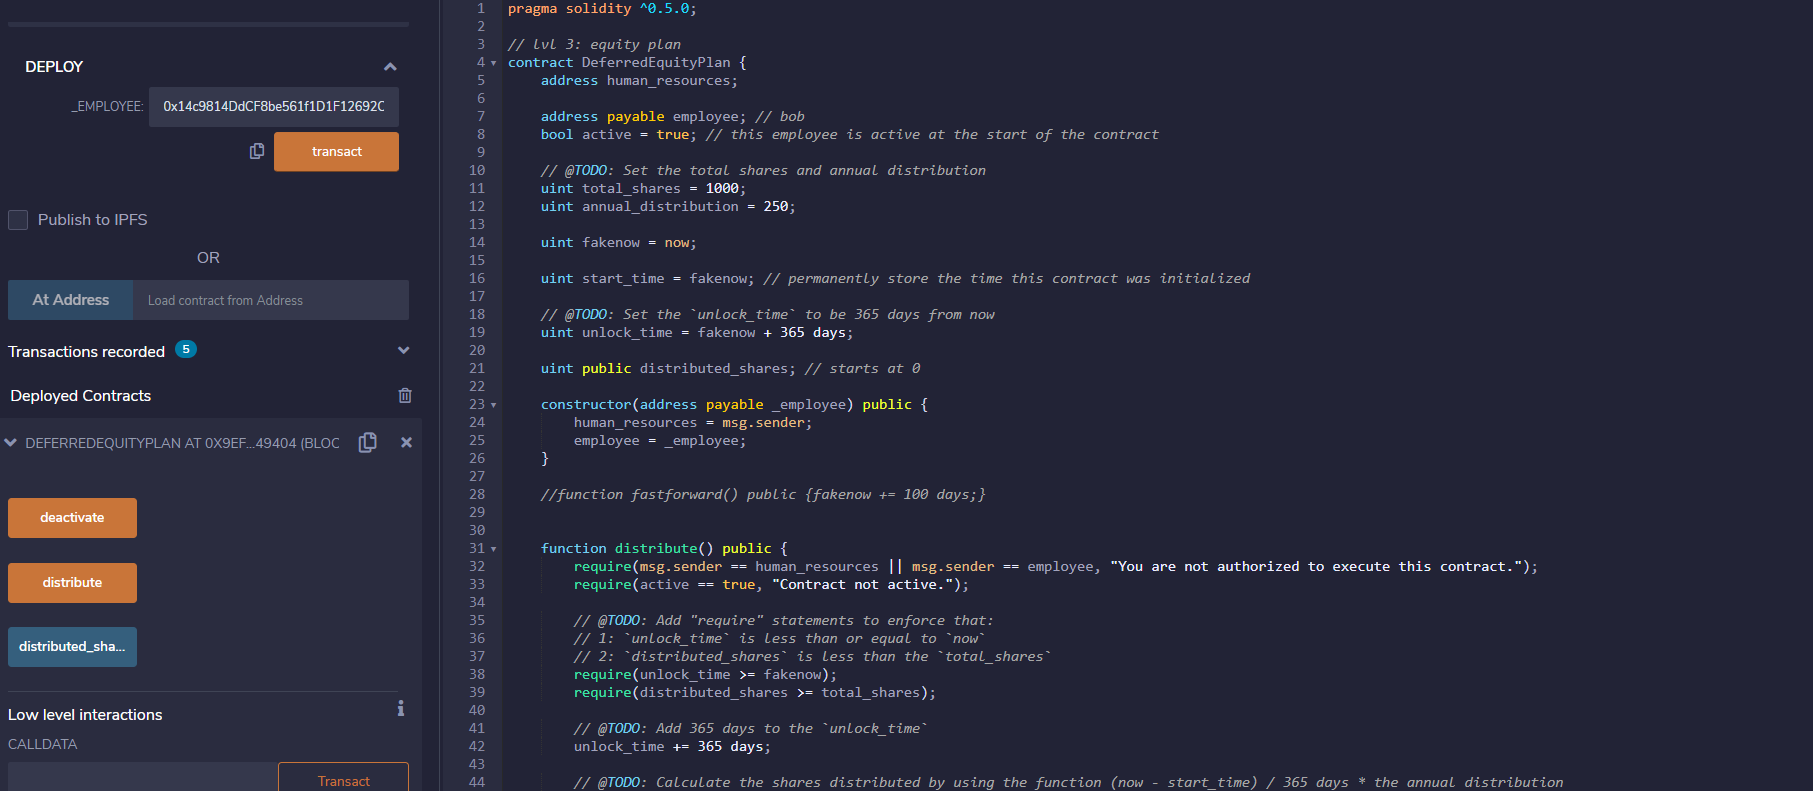 DEPLOY
_EMPLOYEE:
0x14c9814DdCF8be561f1D1F12692C
transact
Publish to IPFS
OR
At Address
Load contract from Address
Transactions recorded
5
Deployed Contracts
DEFERREDEQUITYPLAN AT 0X9EF...49404 (BLOC
deactivate
distribute
distributed_sha...
Low level interactions
CALLDATA
Transact
1 pragma solidity ^0.5.0;
2
3 // lvl 3: equity plan
4 contract DeferredEquityPlan {
5 address human_resources;
6
7 address payable employee; // bob
8 bool active = true; // this employee is active at the start of the contract
9
10 // @TODO: Set the total shares and annual distribution
11 uint total_shares = 1000;
12 uint annual_distribution = 250;
13
14 uint fakenow = now;
15
16 uint start_time = fakenow; // permanently store the time this contract was initialized
17
18 // @TODO: Set the `unlock_time` to be 365 days from now
19 uint unlock_time = fakenow + 365 days;
20
21 uint public distributed_shares; // starts at 0
22
23 constructor(address payable _employee) public {
24 human_resources = msg.sender;
25 employee = _employee;
26 }
27
28 //function fastforward() public {fakenow += 100 days;}
29
30
31 function distribute() public {
32 require(msg.sender == human_resources || msg.sender == employee, "You are not authorized to execute this contract.");
33 require(active == true, "Contract not active.");
34
35 // @TODO: Add "require" statements to enforce that:
36 // 1: `unlock_time` is less than or equal to `now`
37 // 2: `distributed_shares` is less than the `total_shares`
38 require(unlock_time >= fakenow);
39 require(distributed_shares >= total_shares);
40
41 // @TODO: Add 365 days to the `unlock_time`
42 unlock_time += 365 days;
43
44 // @TODO: Calculate the shares distributed by using the function (now - start_time) / 365 days * the annual distribution